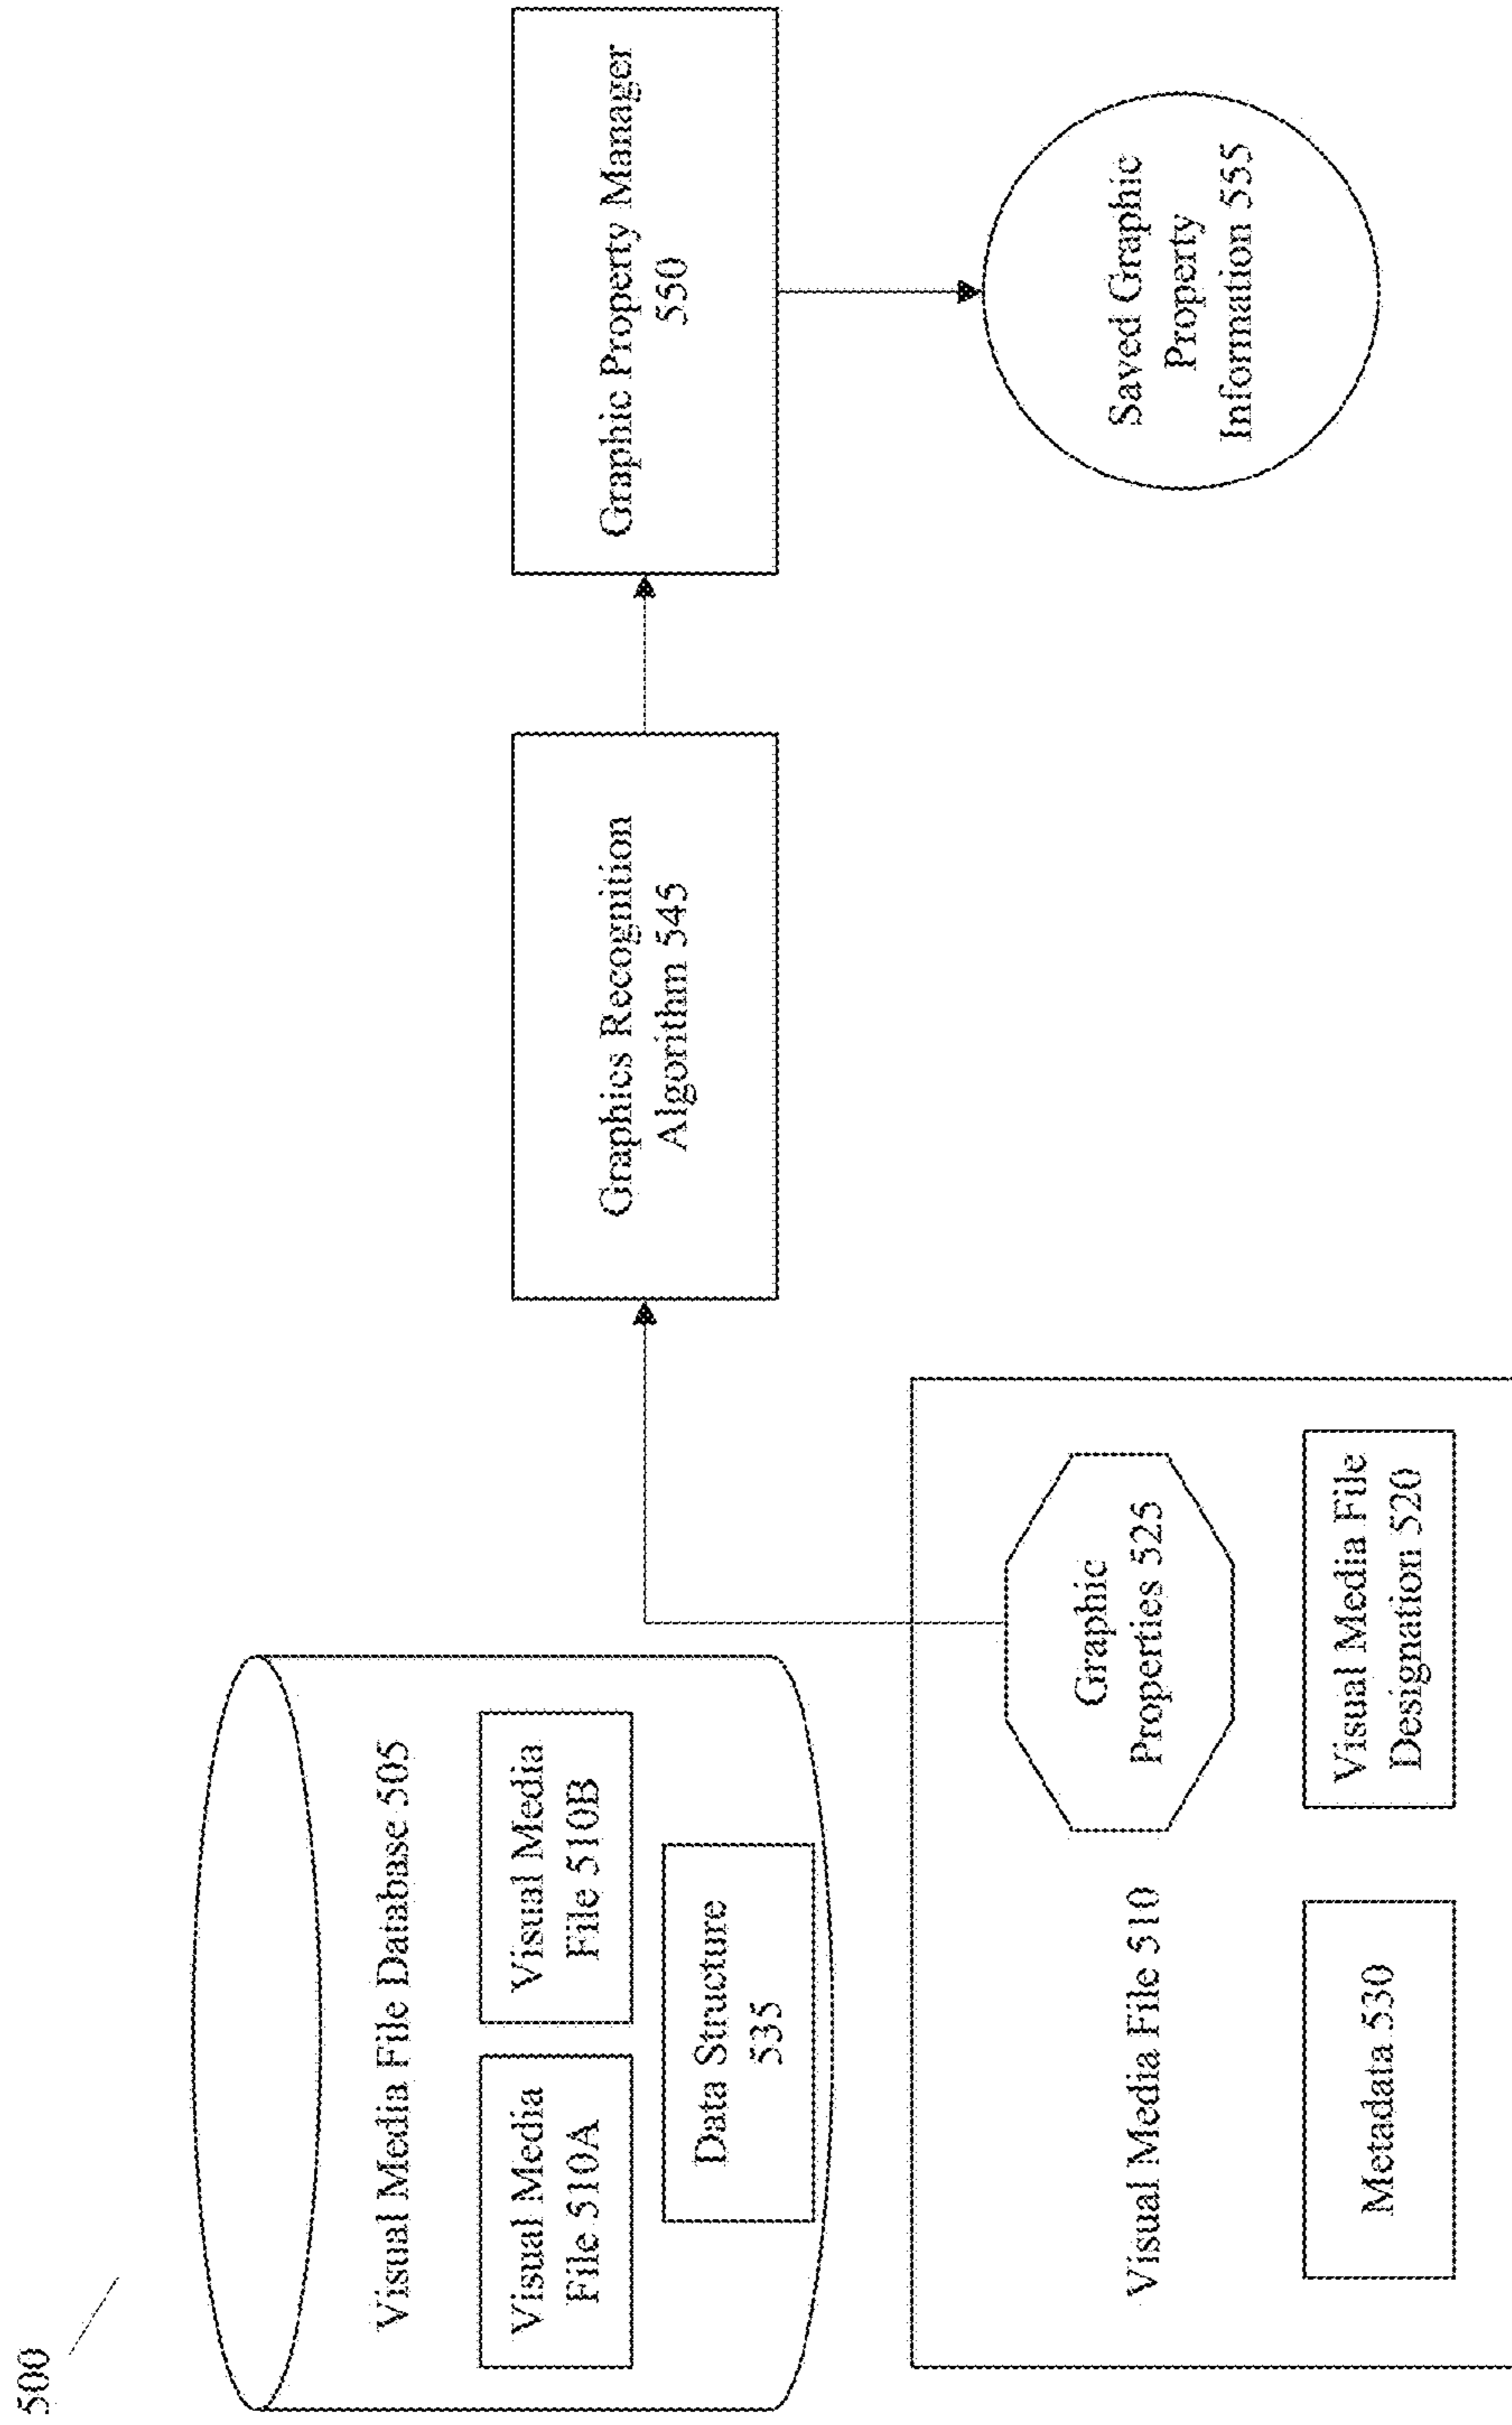 500
Visual Media File Database 505
Visual Media
File 510A
Visual Media
File 510B
Data Structure
535
Visual Media File 510
Graphic
Properties 525
Metadata 530
Visual Media File
Designation 520
Graphics Recognition
Algorithm 545
Graphic Property Manager
550
Saved Graphic
Property
Information 555